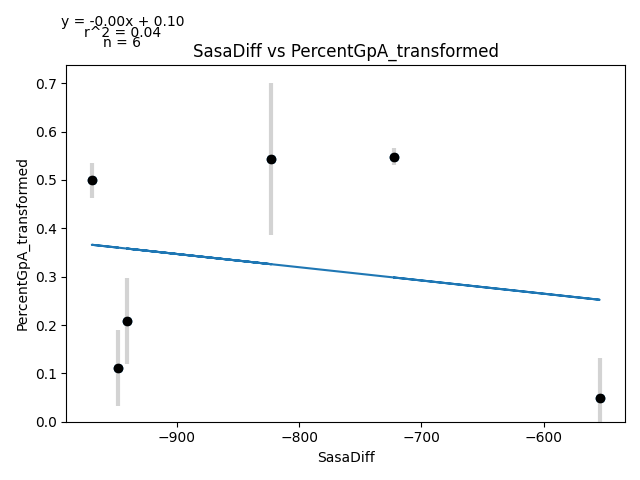 y = -0.00x + 0.10
r^2 = 0.04
n = 6
SasaDiff vs PercentGpA_transformed
0.7
0.6
0.5
0.4
0.3
0.2
0.1
0.0
PercentGpA_transformed
−900
−800
−700
−600
SasaDiff